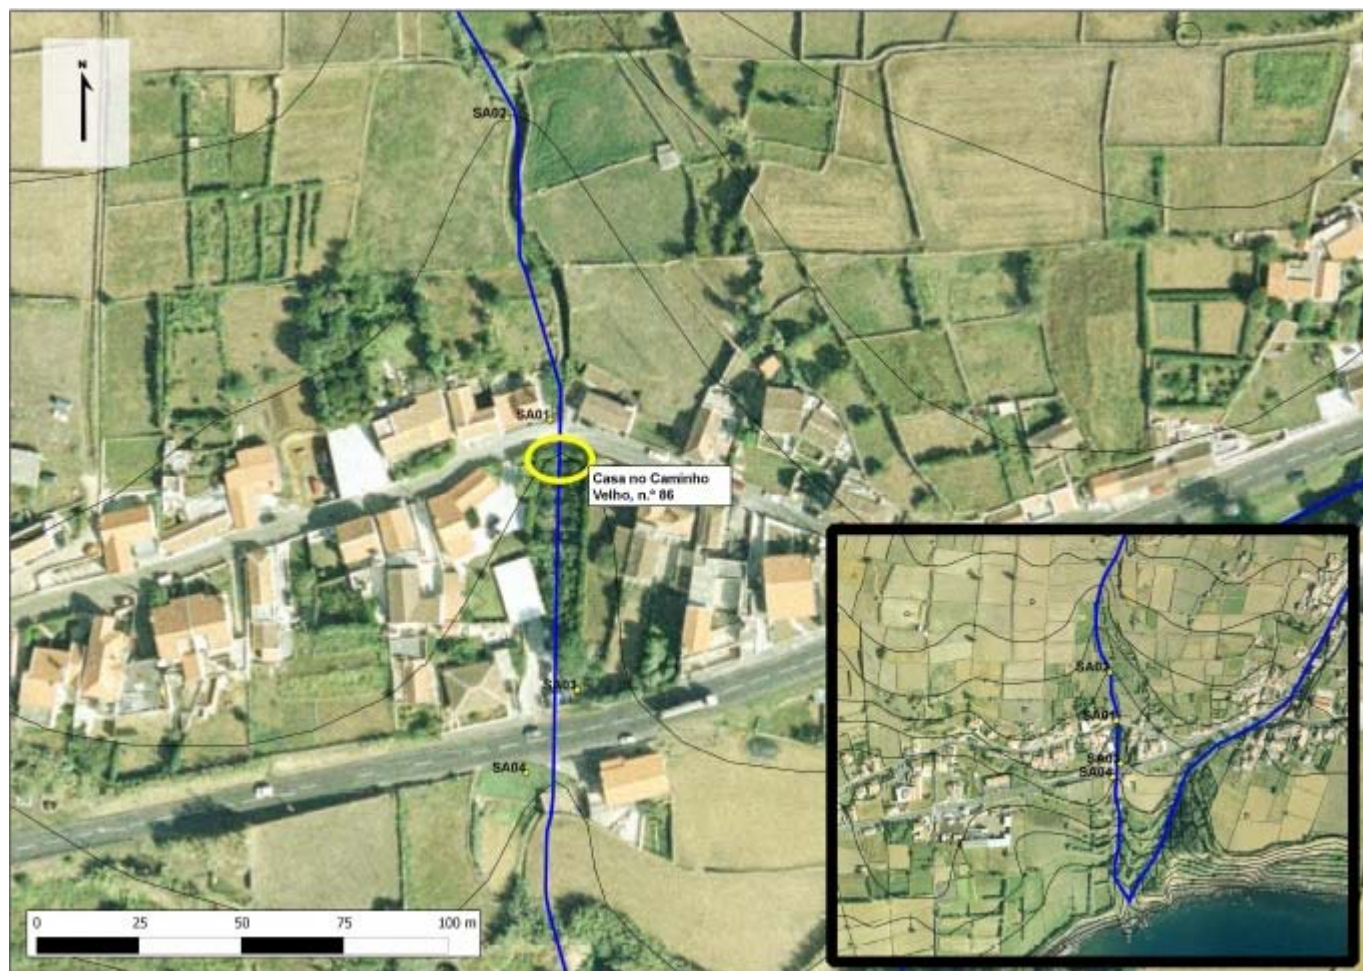 N
SA02
SA01
Casa no Caminho
Velho, n.º 86
SA03
SA04
0 25 50 75 100 m
SA02
SA01
SA03
SA04